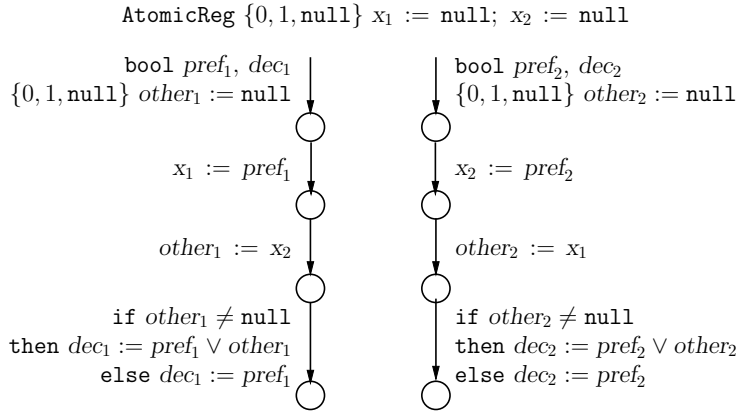 AtomicReg {0, 1, null} x₁ := null; x₂ := null
bool pref₁, dec₁
{0, 1, null} other₁ := null
x₁ := pref₁
other₁ := x₂
if other₁ ≠ null
then dec₁ := pref₁ ∨ other₁
else dec₁ := pref₁
bool pref₂, dec₂
{0, 1, null} other₂ := null
x₂ := pref₂
other₂ := x₁
if other₂ ≠ null
then dec₂ := pref₂ ∨ other₂
else dec₂ := pref₂